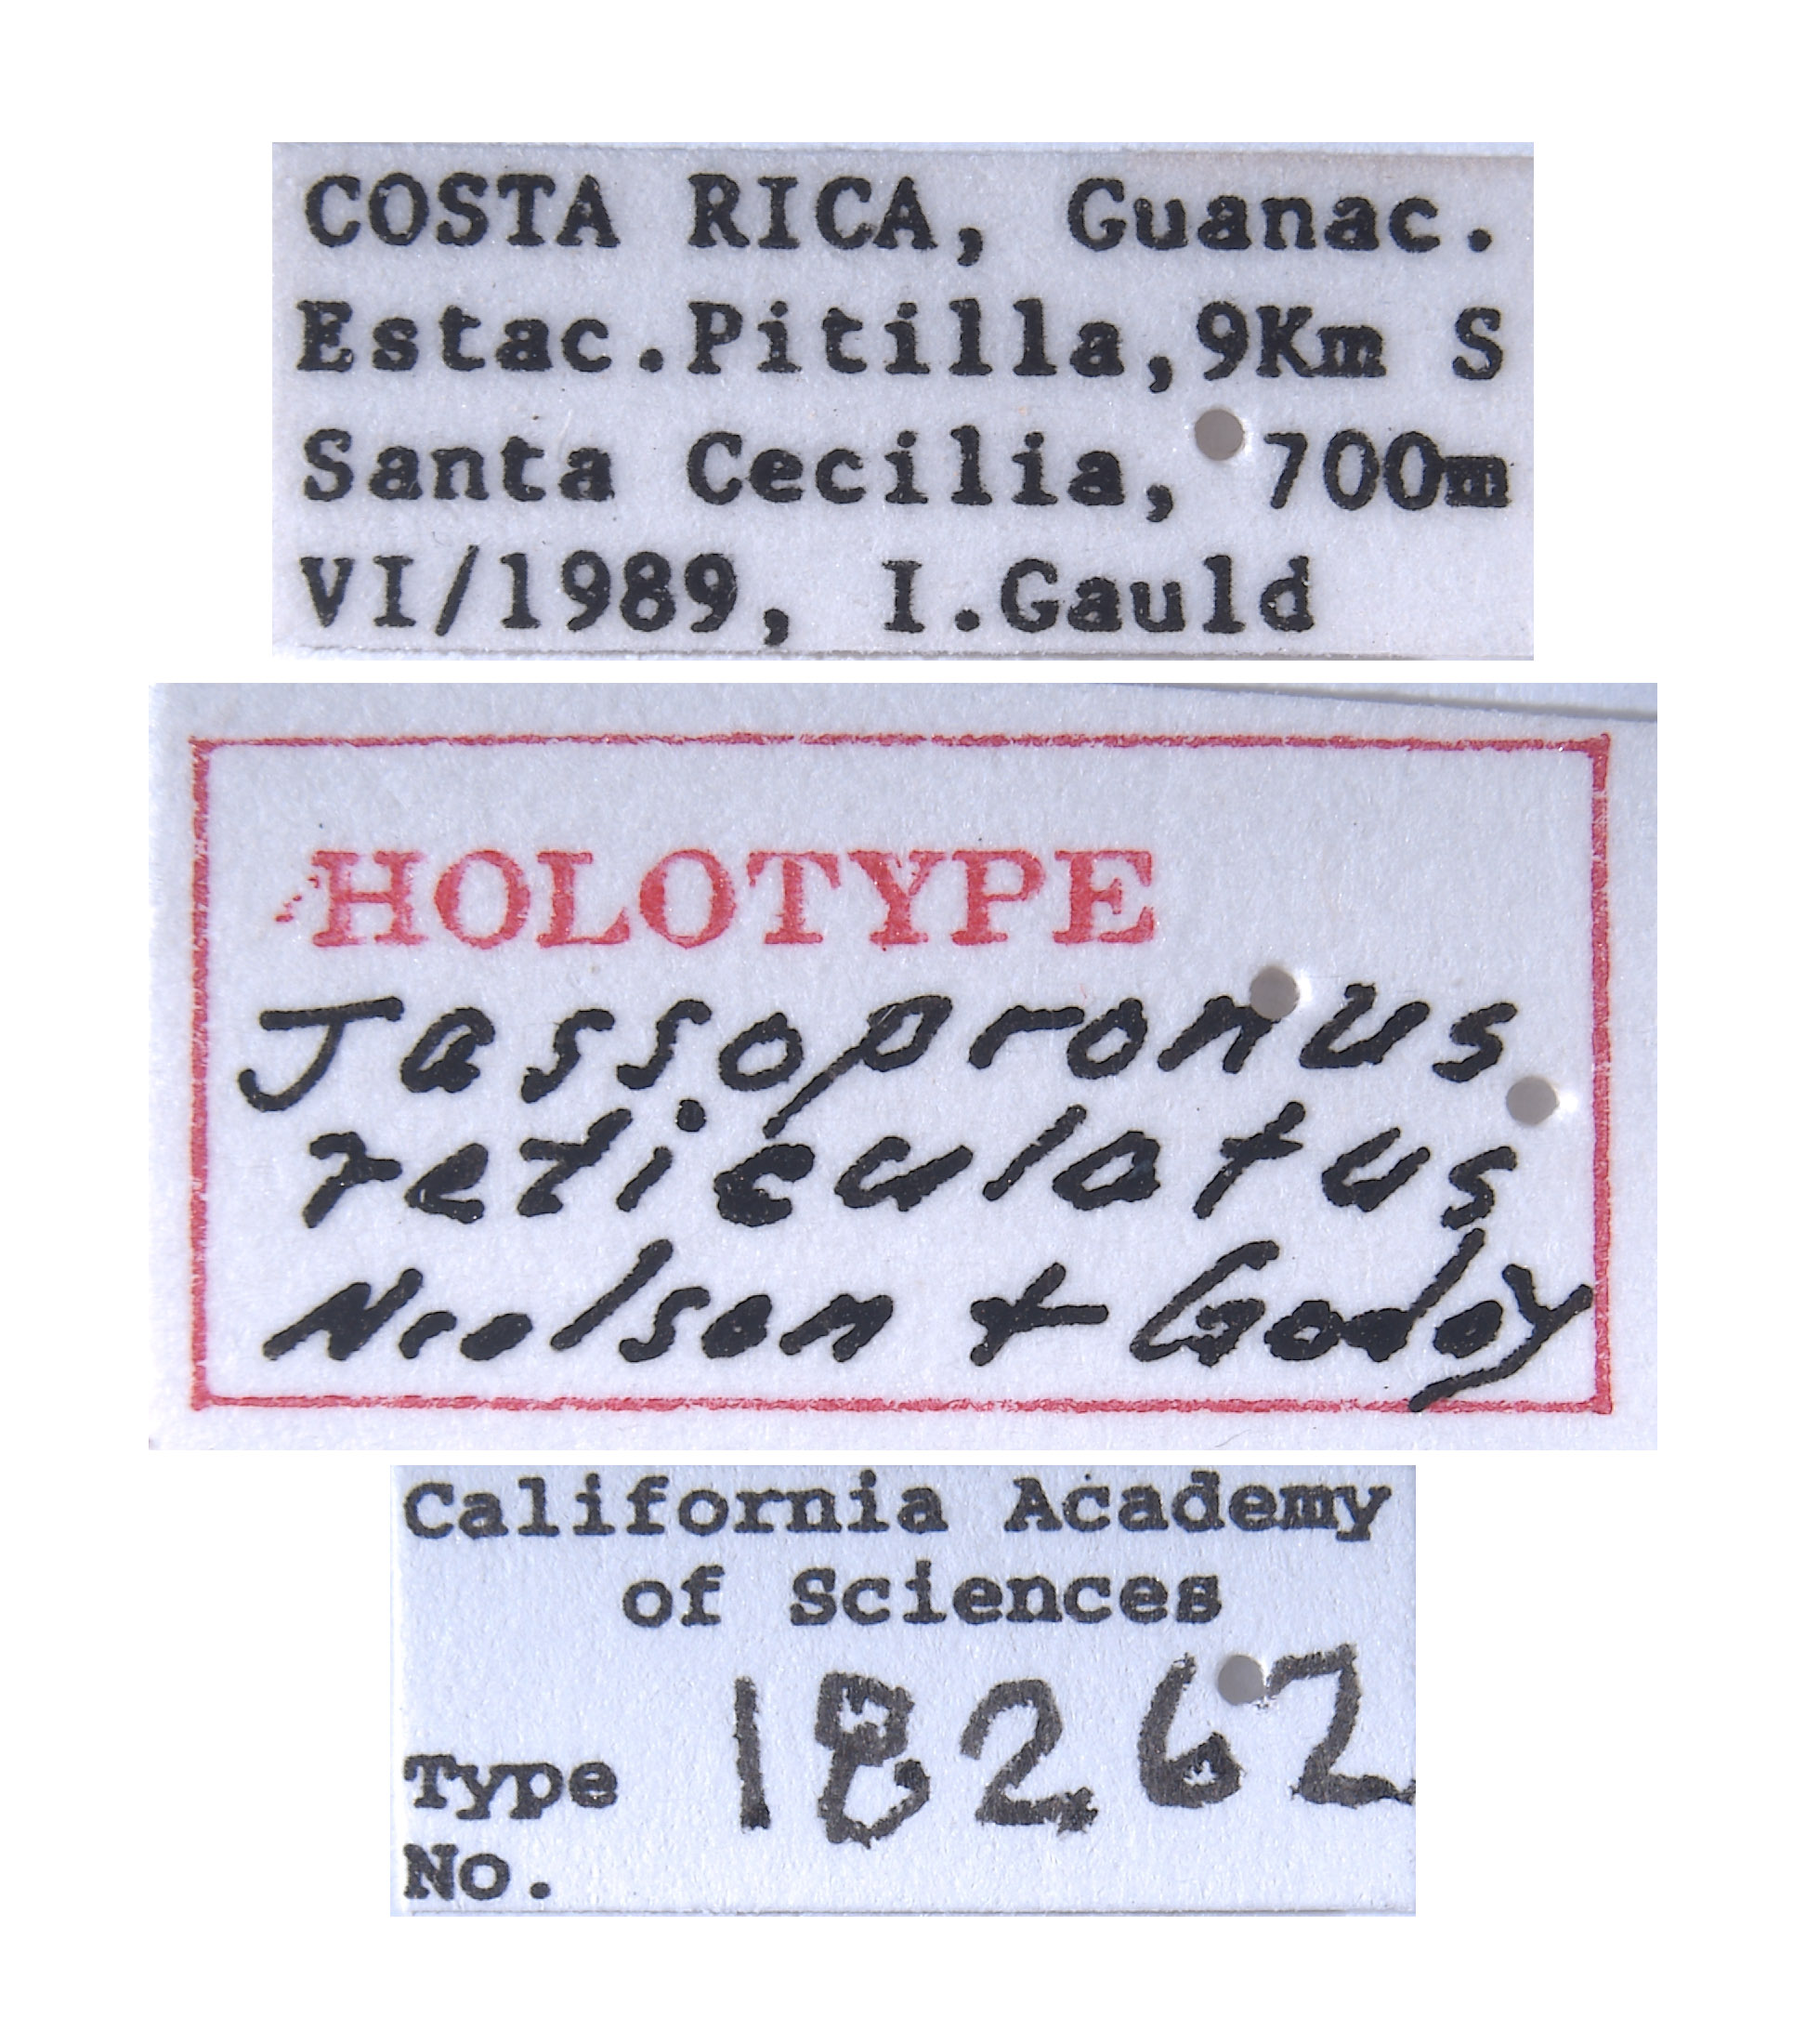 COSTA RICA, Guanac.
Estac.Pitilla,9Km S
Santa Cecilia, 700m
VI/1989, I.Gauld
HOLOTYPE
Jassopronus
reticulatus
Nielson + Godoy
California Academy
of Sciences
Type 18262
No.